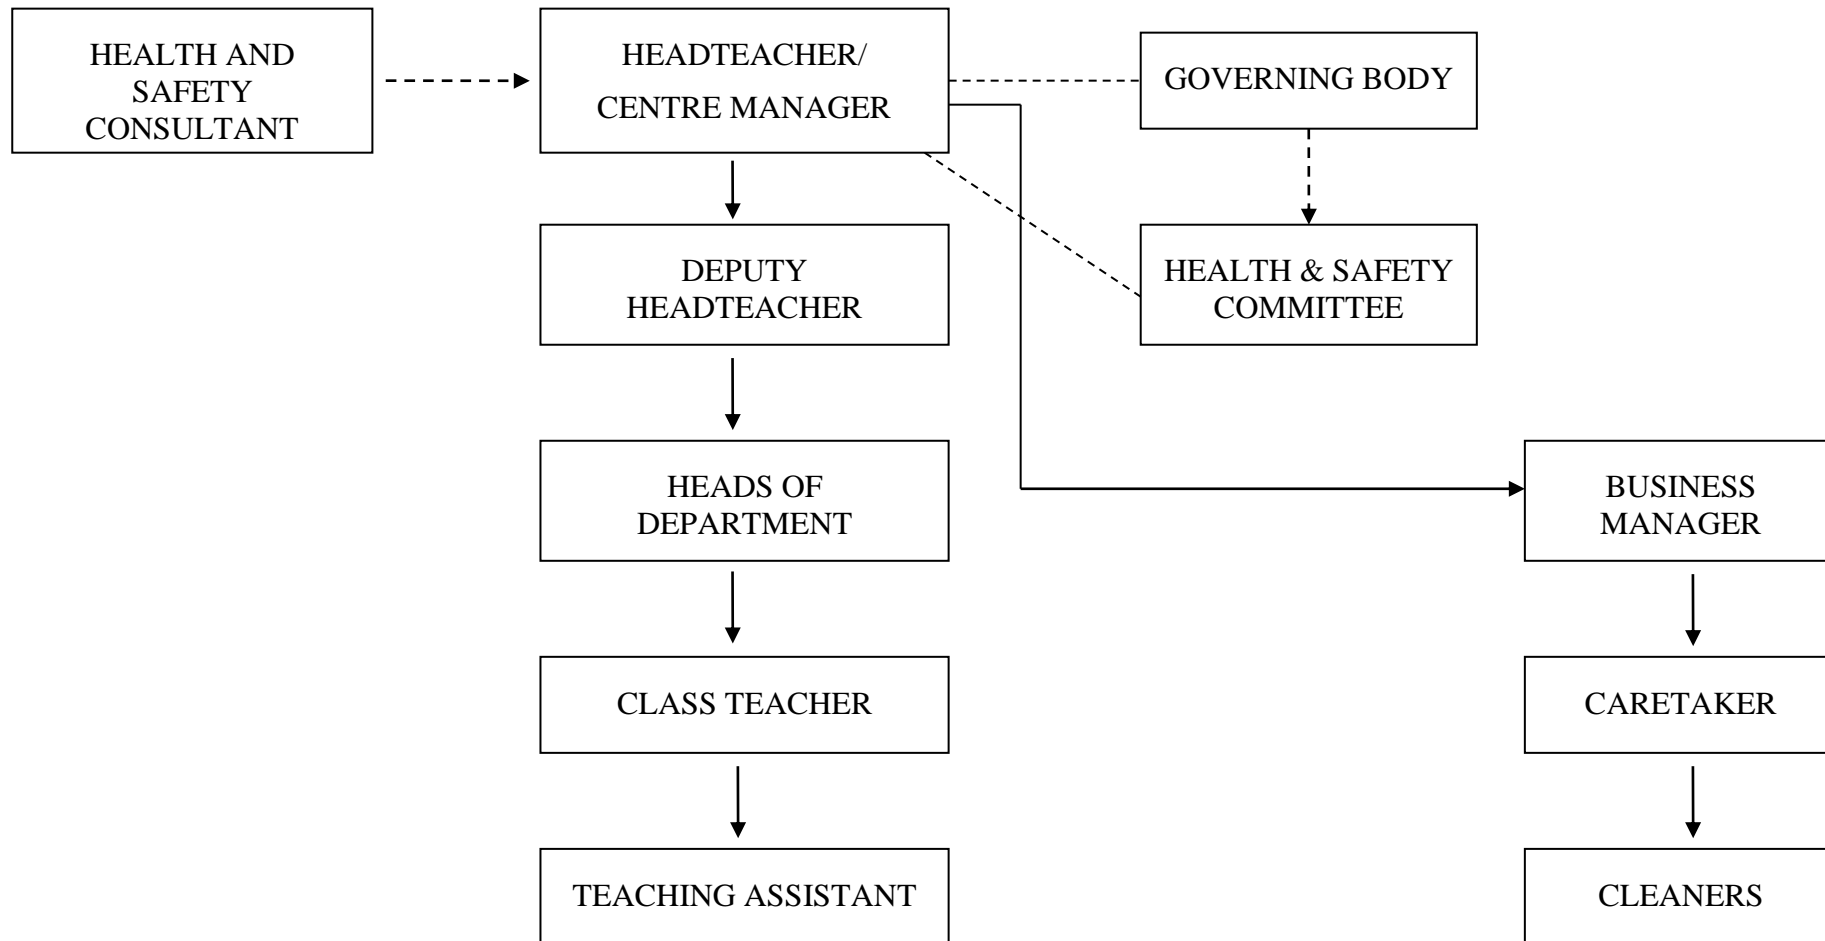 HEALTH AND
SAFETY
CONSULTANT
HEADTEACHER/
CENTRE MANAGER
GOVERNING BODY
DEPUTY
HEADTEACHER
HEALTH & SAFETY
COMMITTEE
HEADS OF
DEPARTMENT
BUSINESS
MANAGER
CLASS TEACHER
CARETAKER
TEACHING ASSISTANT
CLEANERS